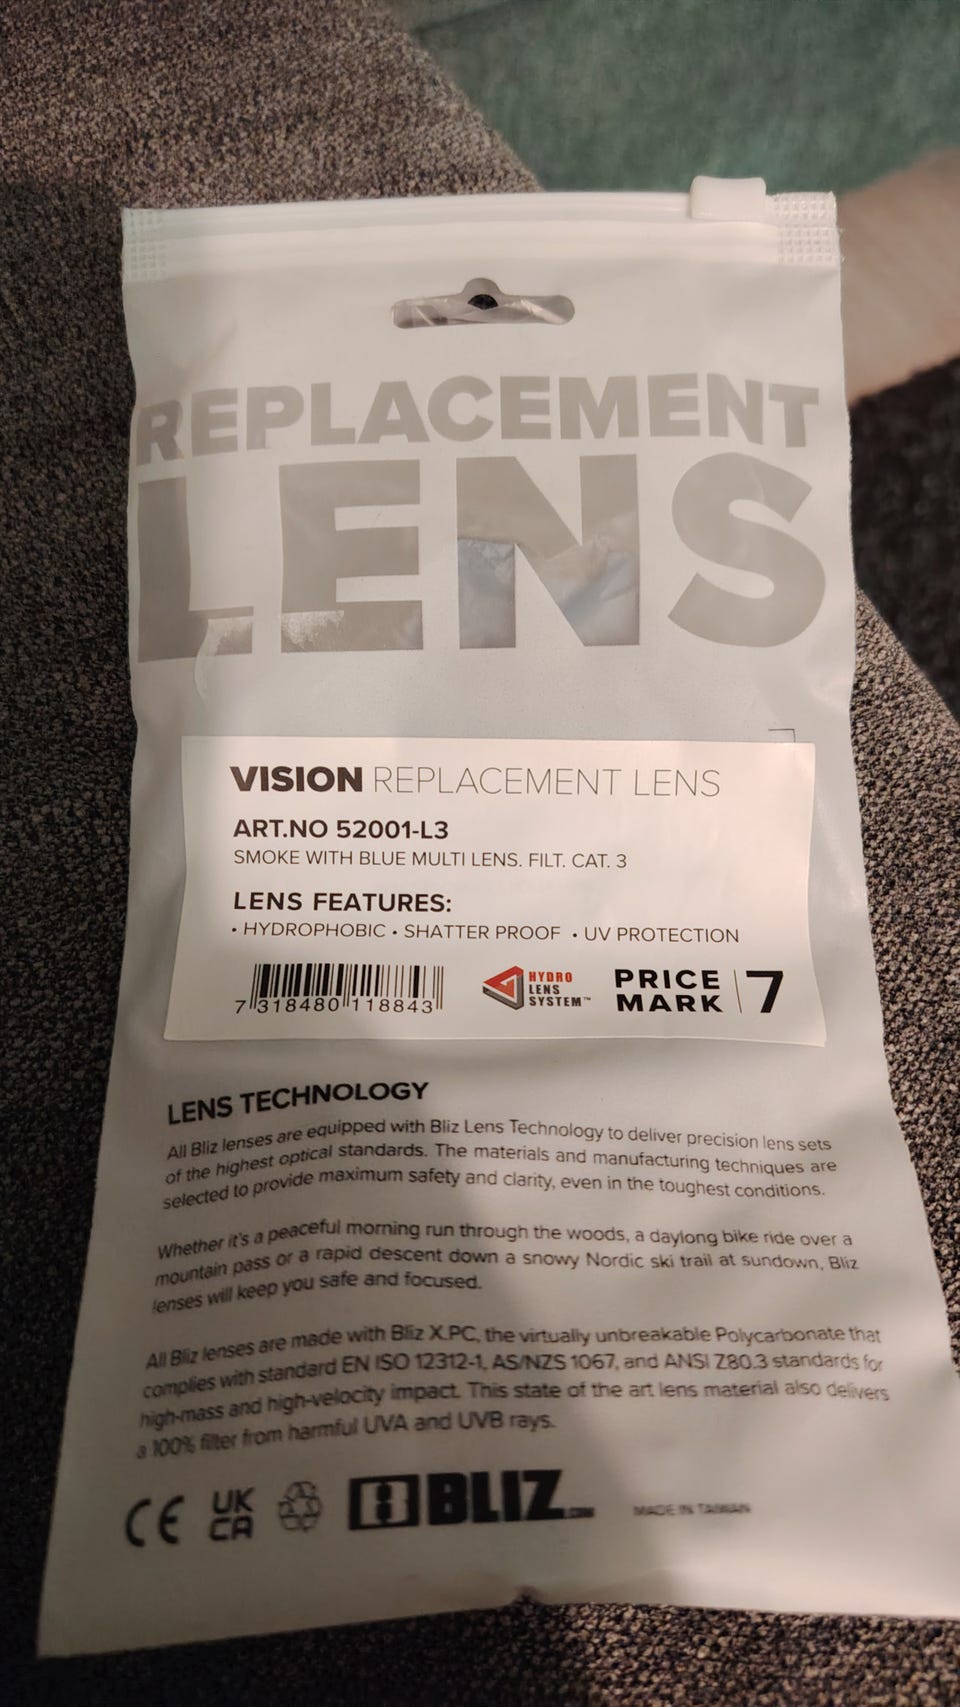 REPLACEMENT
LENS
VISION REPLACEMENT LENS
ART.NO 52001-L3
SMOKE WITH BLUE MULTI LENS. FILT. CAT. 3
LENS FEATURES:
• HYDROPHOBIC • SHATTER PROOF • UV PROTECTION
7 318480 118843
HYDRO
LENS
SYSTEM™
PRICE
MARK 7
LENS TECHNOLOGY
All Bliz lenses are equipped with Bliz Lens Technology to deliver precision lens sets
of the highest optical standards. The materials and manufacturing techniques are
selected to provide maximum safety and clarity, even in the toughest conditions.
Whether it's a peaceful morning run through the woods, a daylong bike ride over a
mountain pass or a rapid descent down a snowy Nordic ski trail at sundown, Bliz
lenses will keep you safe and focused.
All Bliz lenses are made with Bliz X.PC, the virtually unbreakable Polycarbonate that
complies with standard EN ISO 12312-1, AS/NZS 1067, and ANSI Z80.3 standards for
high-mass and high-velocity impact. This state of the art lens material also delivers
a 100% filter from harmful UVA and UVB rays.
CE
UK
CA
BLIZ.COM
MADE IN TAIWAN